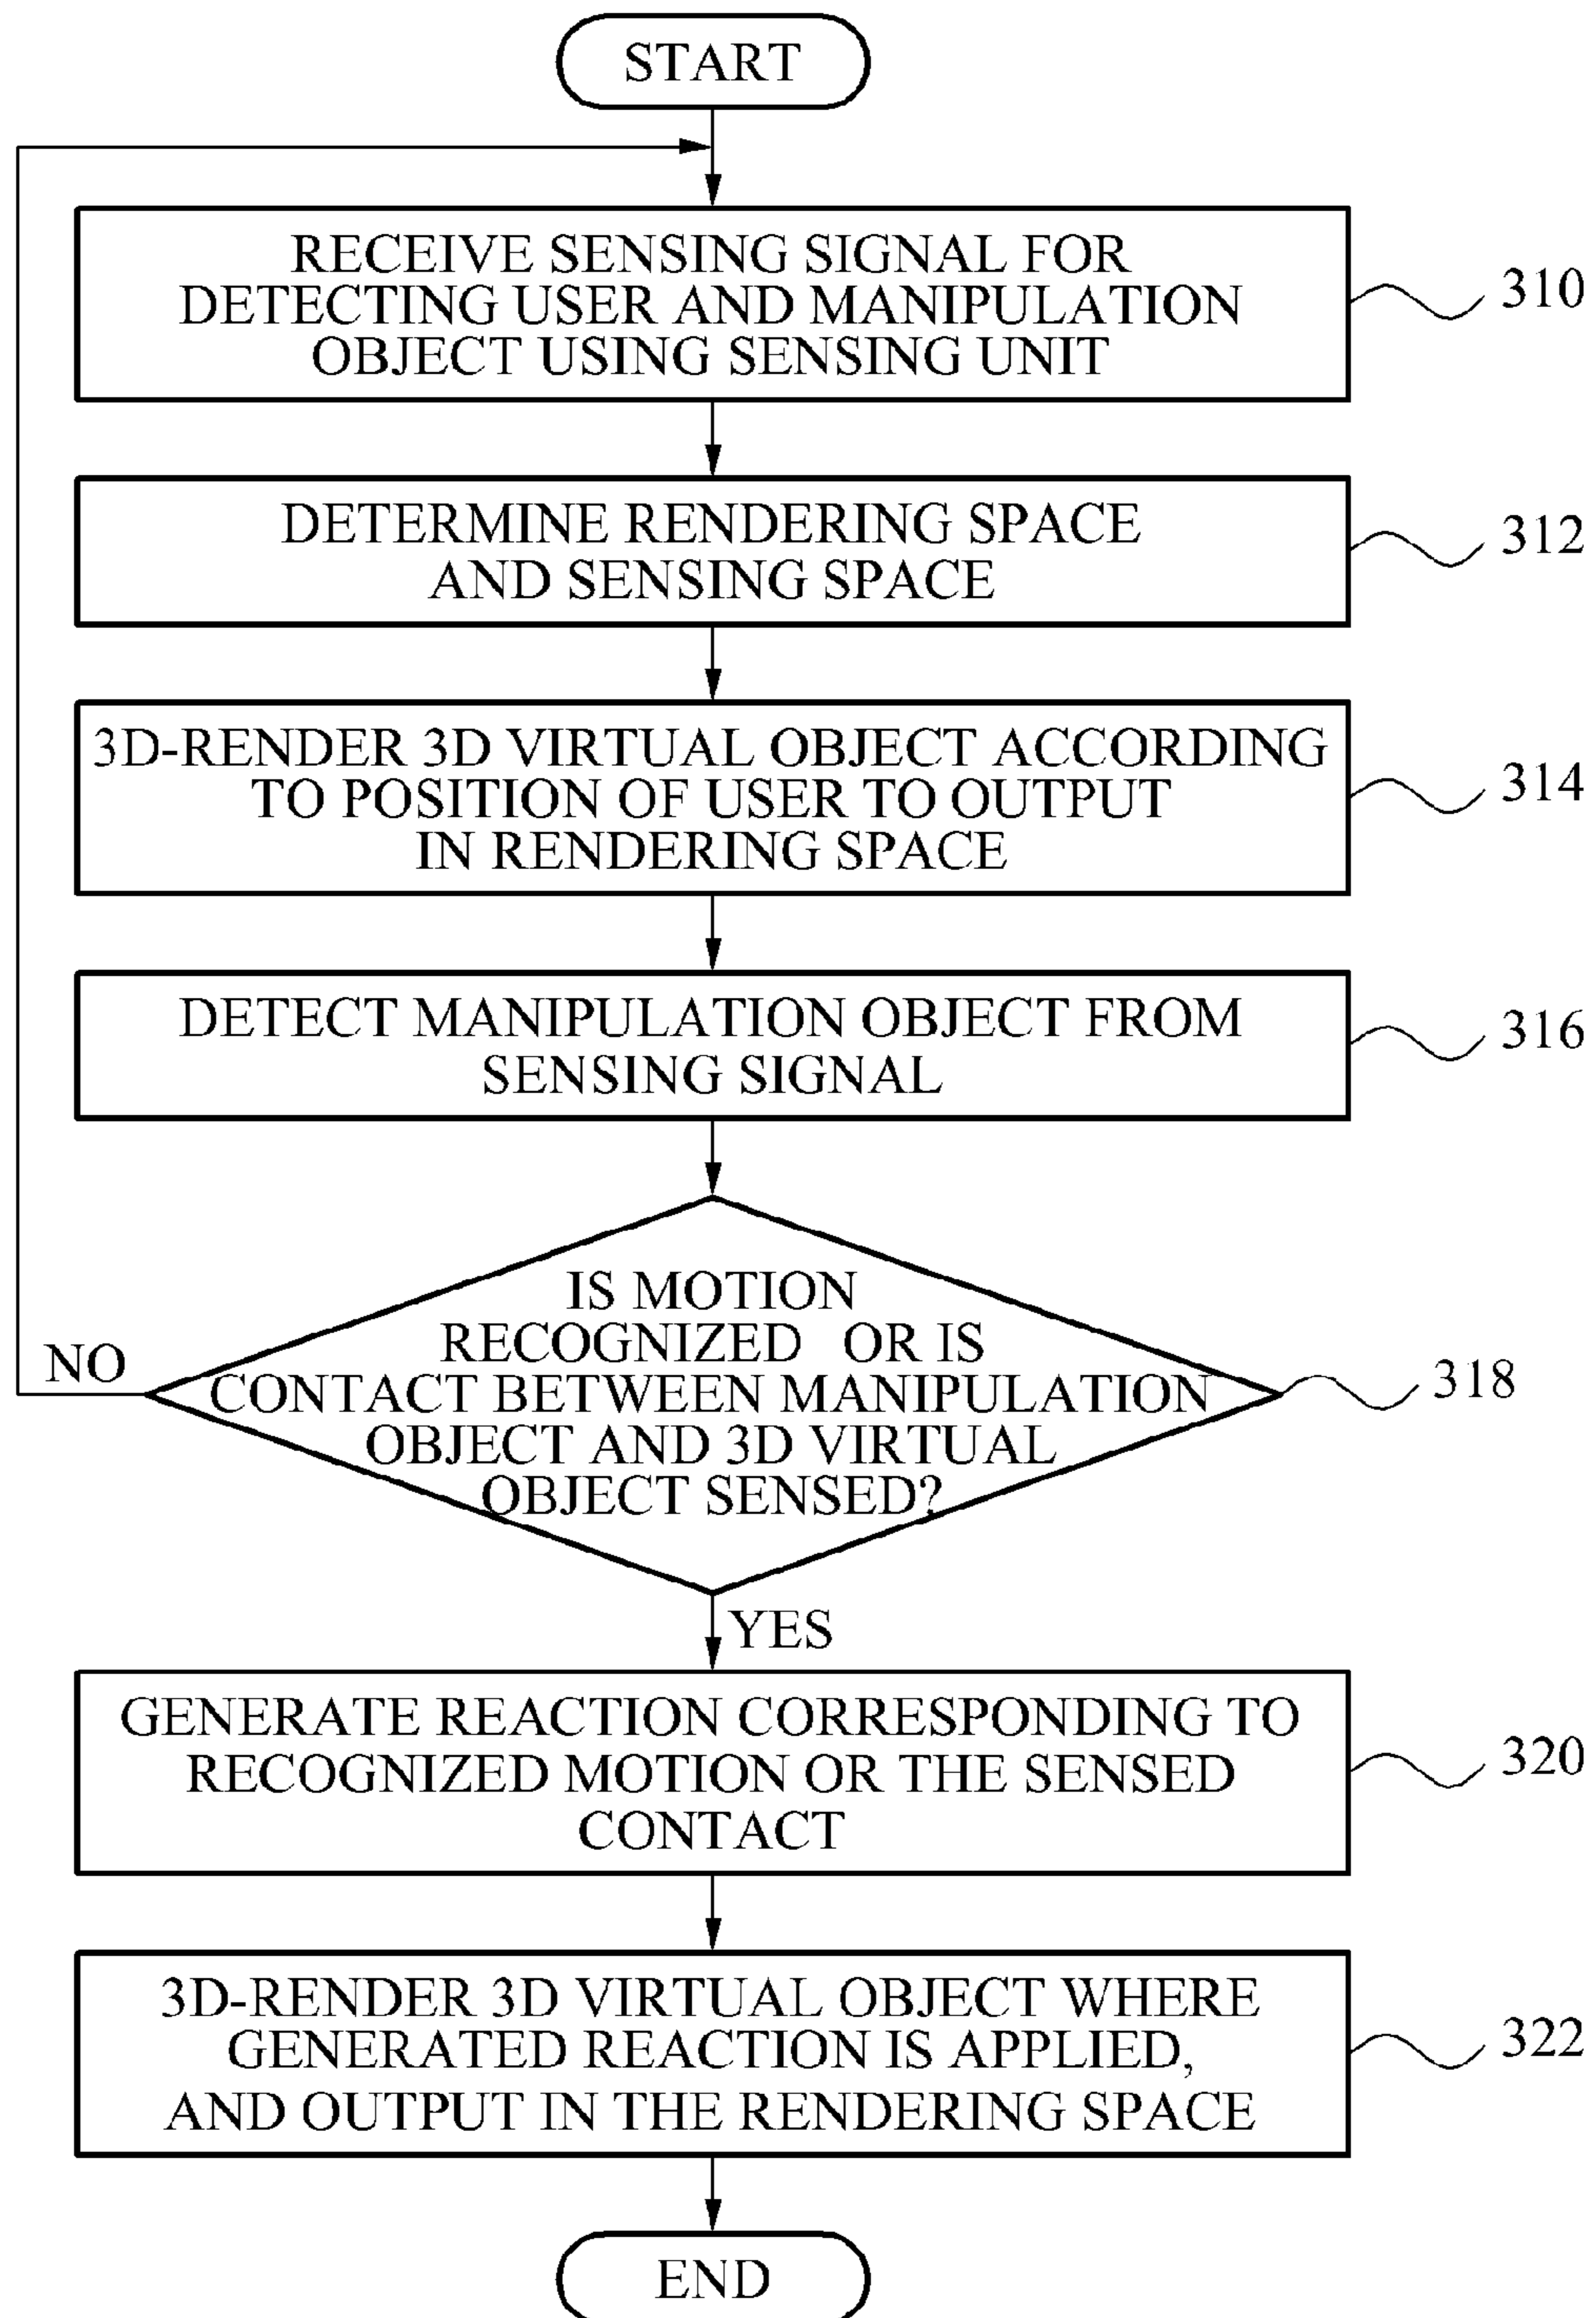 START
RECEIVE SENSING SIGNAL FOR
DETECTING USER AND MANIPULATION
OBJECT USING SENSING UNIT
310
DETERMINE RENDERING SPACE
AND SENSING SPACE
312
3D-RENDER 3D VIRTUAL OBJECT ACCORDING
TO POSITION OF USER TO OUTPUT
IN RENDERING SPACE
314
DETECT MANIPULATION OBJECT FROM
SENSING SIGNAL
316
IS MOTION
RECOGNIZED OR IS
CONTACT BETWEEN MANIPULATION
OBJECT AND 3D VIRTUAL
OBJECT SENSED?
318
NO
YES
GENERATE REACTION CORRESPONDING TO
RECOGNIZED MOTION OR THE SENSED
CONTACT
320
3D-RENDER 3D VIRTUAL OBJECT WHERE
GENERATED REACTION IS APPLIED,
AND OUTPUT IN THE RENDERING SPACE
322
END